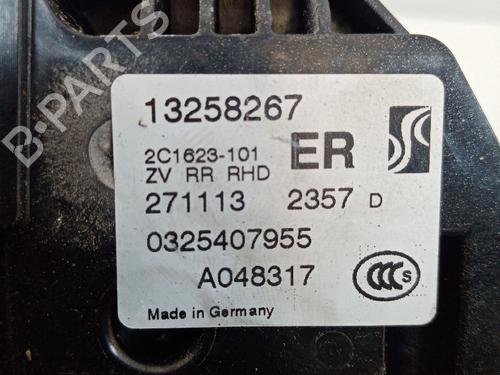 B-PARTS
13258267
2C1623-101
ER
ZV RR RHD
271113 2357 D
0325407955
A048317
CCC S
Made in Germany